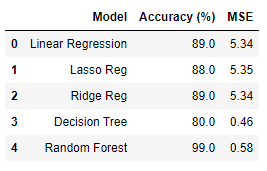 Model Accuracy (%) MSE
0 Linear Regression 89.0 5.34
1 Lasso Reg 88.0 5.35
2 Ridge Reg 89.0 5.34
3 Decision Tree 80.0 0.46
4 Random Forest 99.0 0.58